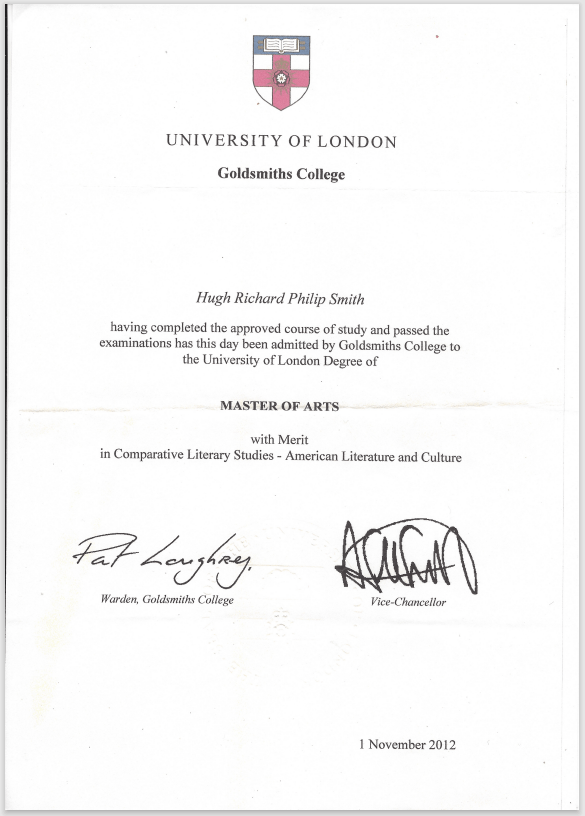 UNIVERSITY OF LONDON
Goldsmiths College
Hugh Richard Philip Smith
having completed the approved course of study and passed the
examinations has this day been admitted by Goldsmiths College to
the University of London Degree of
MASTER OF ARTS
with Merit
in Comparative Literary Studies - American Literature and Culture
Pat Loughrey.
Warden, Goldsmiths College
Vice-Chancellor
1 November 2012